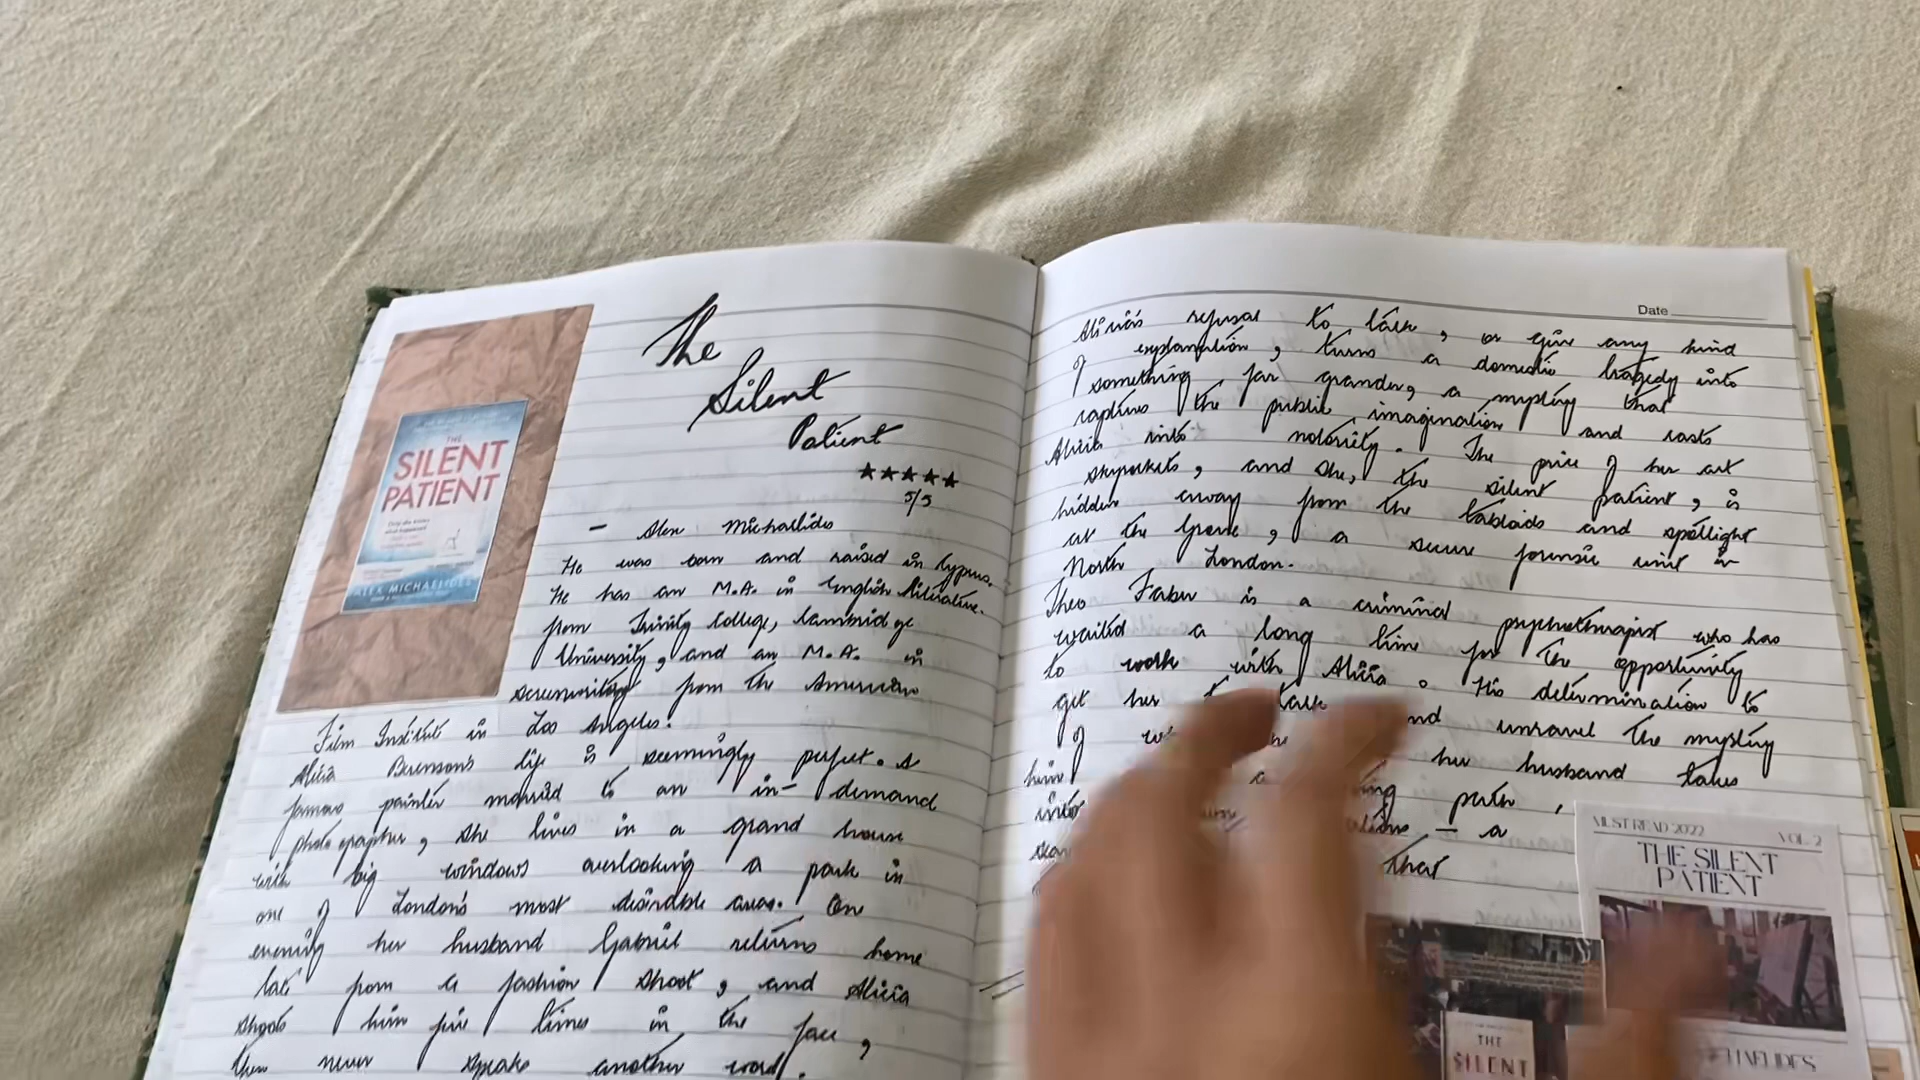 THE
SILENT
PATIENT
ALEX MICHAELIDES
The
Silent
Patient
★★★★★
5/5
- Alex Michaelides
He was born and raised in Cyprus.
He has an M.A. in English Literature.
from Trinity College, Cambridge
University, and an M.A. in
screenwriting from the American
Film Institute in Los Angeles.
Alicia Berenson's life is seemingly perfect. A
famous painter married to an in-demand
photographer, she lives in a grand house
with big windows overlooking a park in
one of London's most desirable areas. One
evening her husband Gabriel returns home
late from a fashion shoot, and Alicia
shoots him five times in the face,
then never speaks another word.
Date
Alicia's refusal to talk, or give any kind
of explanation, turns a domestic tragedy into
something far grander, a mystery that
captures the public imagination and casts
Alicia into notoriety. The price of her art
skyrockets, and she, the silent patient, is
hidden away from the tabloids and spotlight
at the Grove, a secure forensic unit in
North London.
Theo Faber is a criminal psychotherapist who has
waited a long time for the opportunity
to work with Alicia. His determination to
get her talk and unravel the mystery
of her husband takes
him path,
into - a
that
MUST READ 2022 VOL. 2
THE SILENT
PATIENT
THE
SILENT